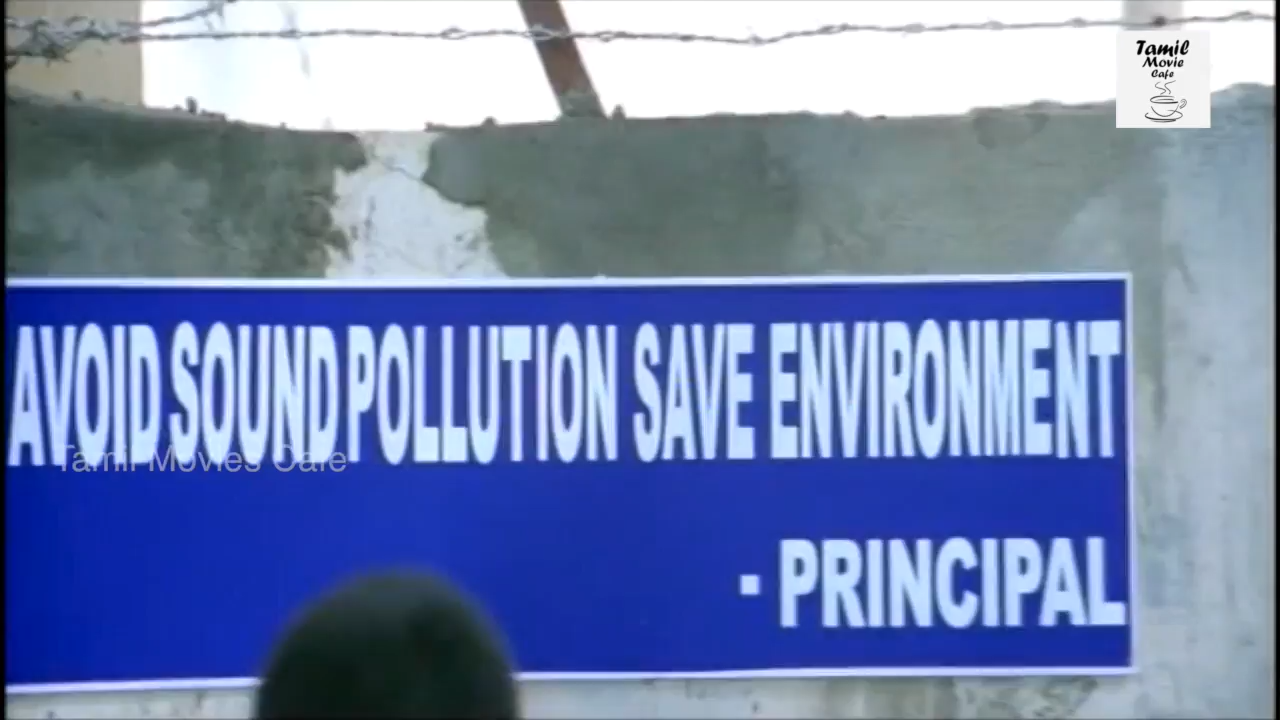 Tamil
Movie
Cafe
AVOID SOUND POLLUTION SAVE ENVIRONMENT
Tamil Movies Cafe
- PRINCIPAL